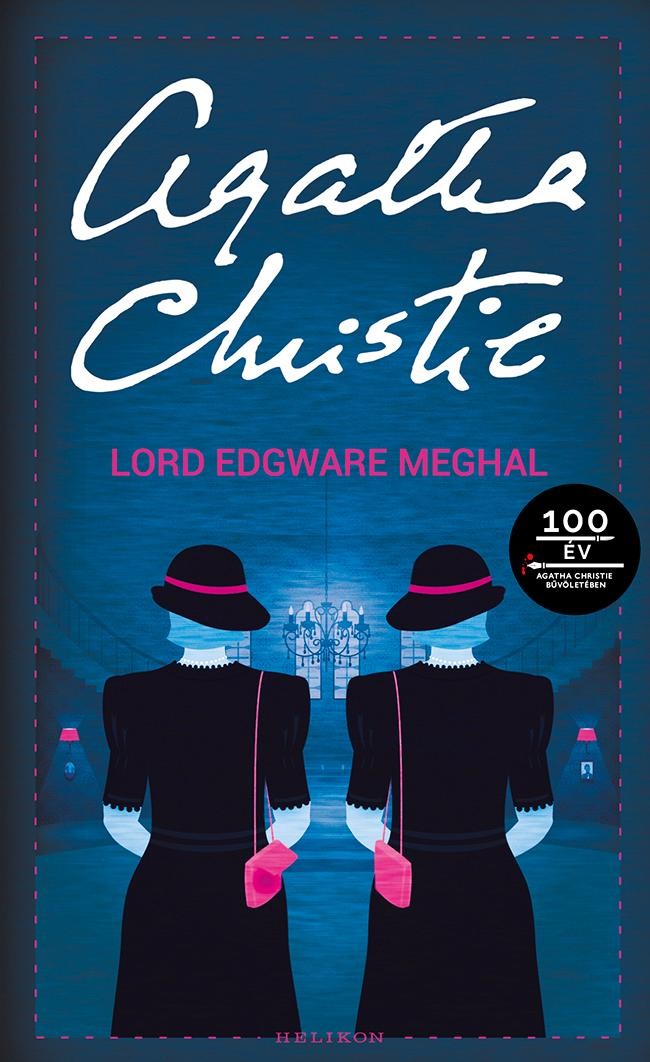 Agatha
Christie
LORD EDGWARE MEGHAL
100
ÉV
AGATHA CHRISTIE
BŰVÖLETÉBEN
HELIKON